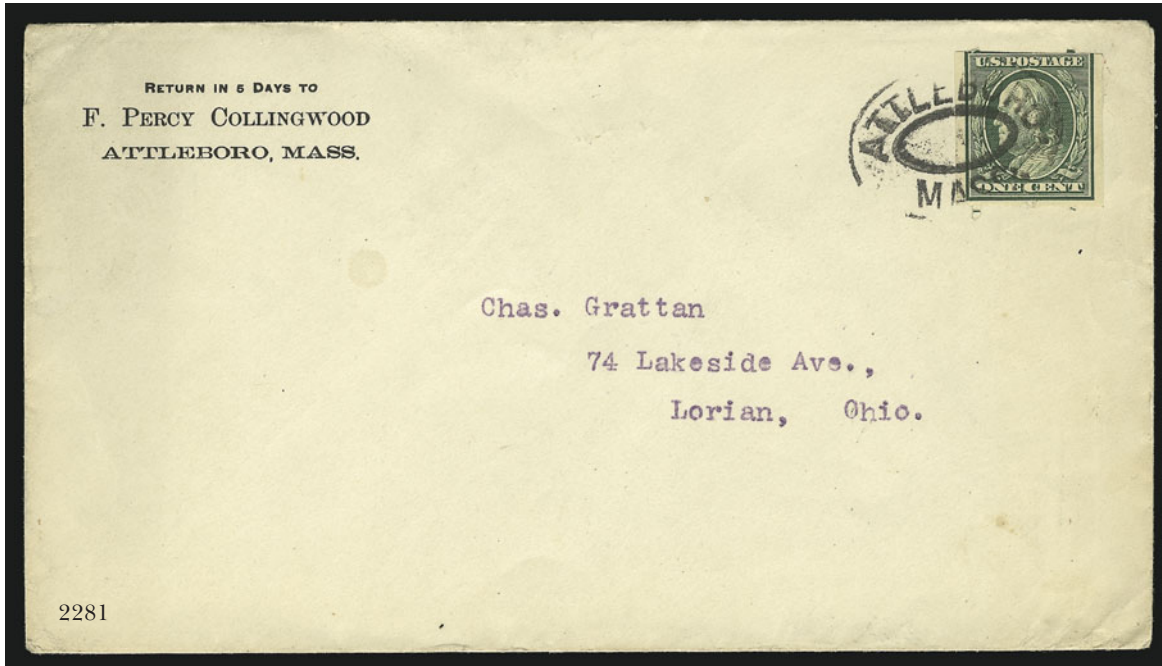 RETURN IN 5 DAYS TO
F. PERCY COLLINGWOOD
ATTLEBORO, MASS.
U.S. POSTAGE
ONE CENT
ATTLEBORO
Chas. Grattan
74 Lakeside Ave.,
Lorian, Ohio.
2281